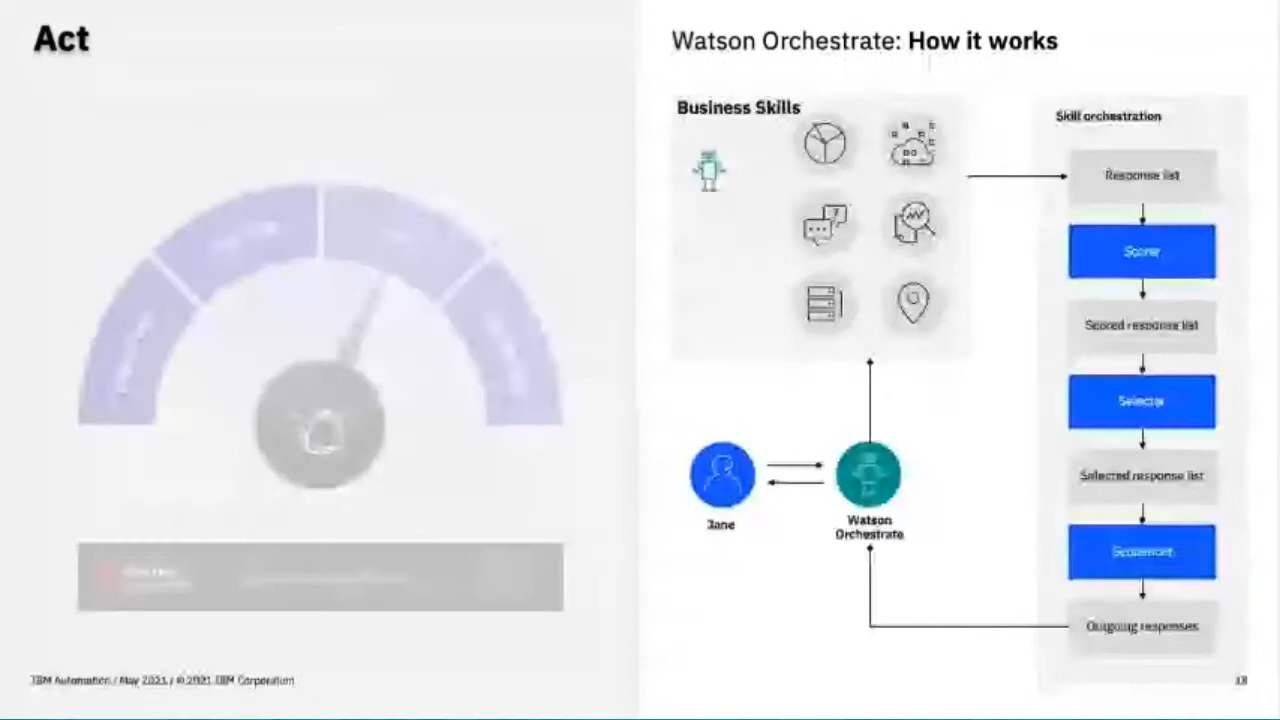 Act
Watson Orchestrate: How it works
Business Skills
Skill orchestration
Response list
Scorer
Scored response list
Selector
Selected response list
Sequencer
Outgoing responses
Jane
Watson
Orchestrate
IBM Automation / May 2021 / © 2021 IBM Corporation
13